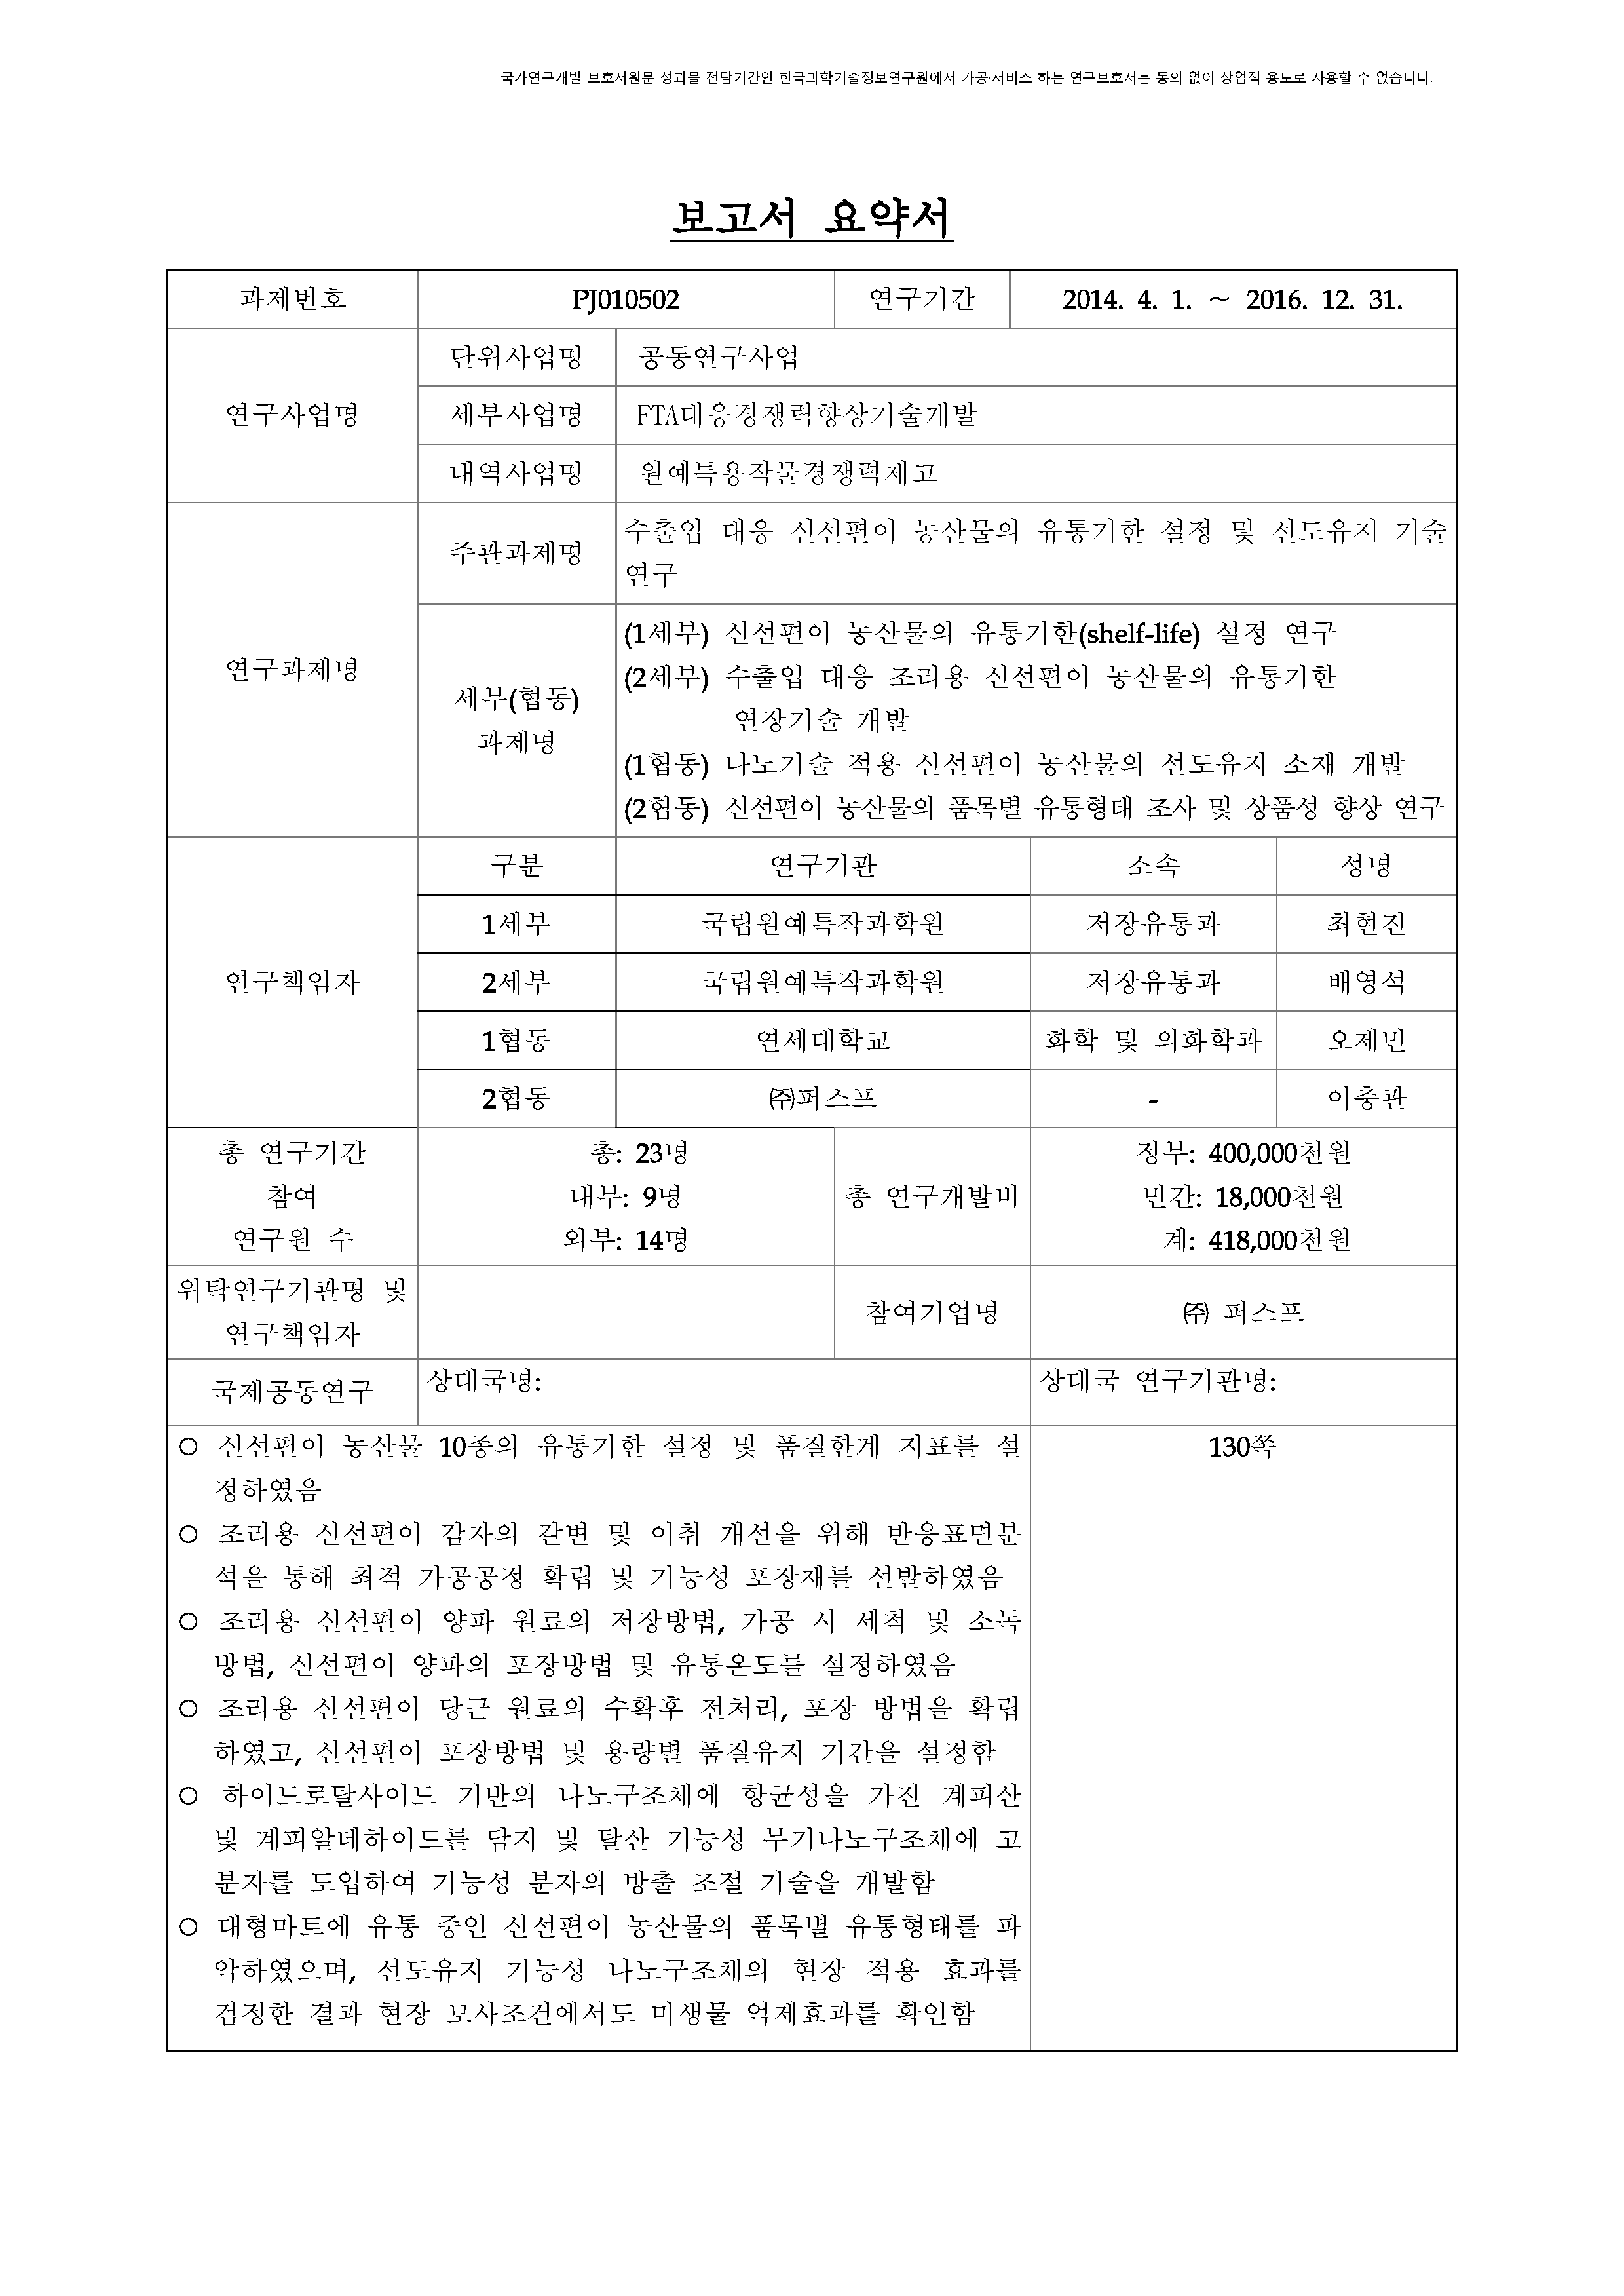 국가연구개발 보호서원문 성과물 전담기간인 한국과학기술정보연구원에서 가공·서비스 하는 연구보호서는 동의 없이 상업적 용도로 사용할 수 없습니다.
보고서 요약서
과제번호 PJ010502 연구기간 2014. 4. 1. ~ 2016. 12. 31.
연구사업명
단위사업명 공동연구사업
세부사업명 FTA대응경쟁력향상기술개발
내역사업명 원예특용작물경쟁력제고
연구과제명
주관과제명
수출입 대응 신선편이 농산물의 유통기한 설정 및 선도유지 기술
연구
세부(협동)
과제명
(1세부) 신선편이 농산물의 유통기한(shelf-life) 설정 연구
(2세부) 수출입 대응 조리용 신선편이 농산물의 유통기한
연장기술 개발
(1협동) 나노기술 적용 신선편이 농산물의 선도유지 소재 개발
(2협동) 신선편이 농산물의 품목별 유통형태 조사 및 상품성 향상 연구
연구책임자
구분 연구기관 소속 성명
1세부 국립원예특작과학원 저장유통과 최현진
2세부 국립원예특작과학원 저장유통과 배영석
1협동 연세대학교 화학 및 의화학과 오제민
2협동 ㈜퍼스프 - 이충관
총 연구기간
참여
연구원 수
총: 23명
내부: 9명
외부: 14명
총 연구개발비
정부: 400,000천원
민간: 18,000천원
계: 418,000천원
위탁연구기관명 및
연구책임자
참여기업명 ㈜ 퍼스프
국제공동연구 상대국명: 상대국 연구기관명:
○ 신선편이 농산물 10종의 유통기한 설정 및 품질한계 지표를 설
정하였음
○ 조리용 신선편이 감자의 갈변 및 이취 개선을 위해 반응표면분
석을 통해 최적 가공공정 확립 및 기능성 포장재를 선발하였음
○ 조리용 신선편이 양파 원료의 저장방법, 가공 시 세척 및 소독
방법, 신선편이 양파의 포장방법 및 유통온도를 설정하였음
○ 조리용 신선편이 당근 원료의 수확후 전처리, 포장 방법을 확립
하였고, 신선편이 포장방법 및 용량별 품질유지 기간을 설정함
○ 하이드로탈사이드 기반의 나노구조체에 항균성을 가진 계피산
및 계피알데하이드를 담지 및 탈산 기능성 무기나노구조체에 고
분자를 도입하여 기능성 분자의 방출 조절 기술을 개발함
○ 대형마트에 유통 중인 신선편이 농산물의 품목별 유통형태를 파
악하였으며, 선도유지 기능성 나노구조체의 현장 적용 효과를
검정한 결과 현장 모사조건에서도 미생물 억제효과를 확인함
130쪽